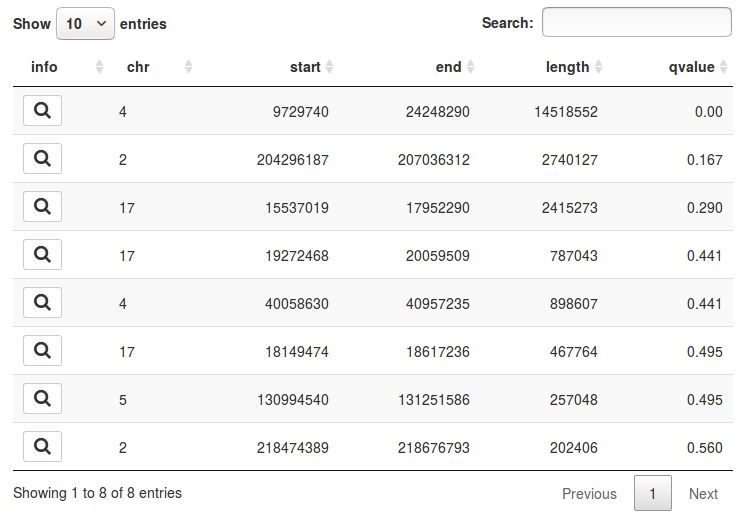 Show 10 entries Search:
info chr start end length qvalue
4 9729740 24248290 14518552 0.00
2 204296187 207036312 2740127 0.167
17 15537019 17952290 2415273 0.290
17 19272468 20059509 787043 0.441
4 40058630 40957235 898607 0.441
17 18149474 18617236 467764 0.495
5 130994540 131251586 257048 0.495
2 218474389 218676793 202406 0.560
Showing 1 to 8 of 8 entries Previous 1 Next